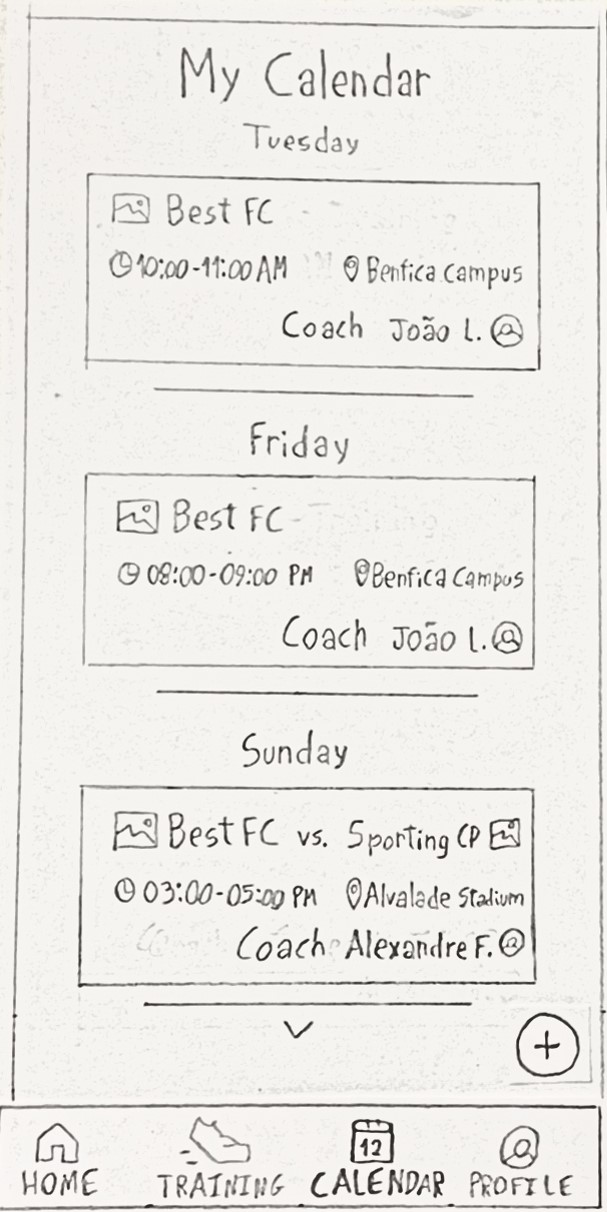 My Calendar
Tuesday
Best FC
10:00-11:00 AM Benfica Campus
Coach João L.
Friday
Best FC
08:00-09:00 PM Benfica Campus
Coach João L.
Sunday
Best FC vs. Sporting CP
03:00-05:00 PM Alvalade Stadium
Coach Alexandre F.
12
HOME TRAINING CALENDAR PROFILE